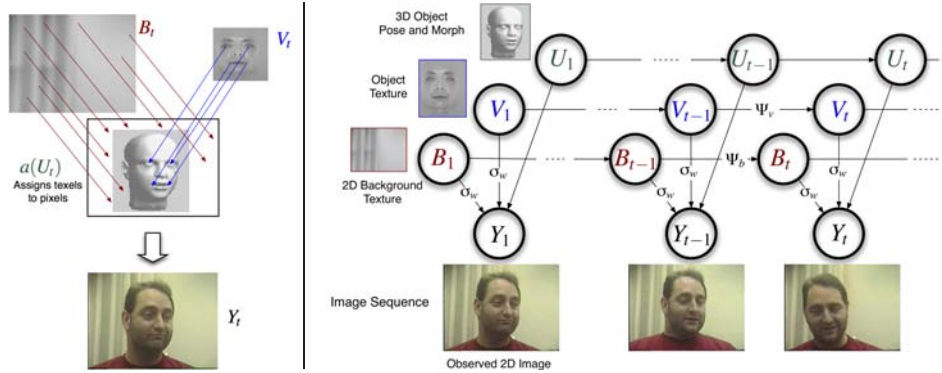 B_t
V_t
a(U_t)
Assigns texels
to pixels
Y_t
3D Object
Pose and Morph
U_1
U_{t-1}
U_t
Object
Texture
V_1
V_{t-1}
Ψ_v
V_t
2D Background
Texture
B_1
B_{t-1}
Ψ_b
B_t
σ_w
σ_w
σ_w
σ_w
σ_w
σ_w
Y_1
Y_{t-1}
Y_t
Image Sequence
Observed 2D Image